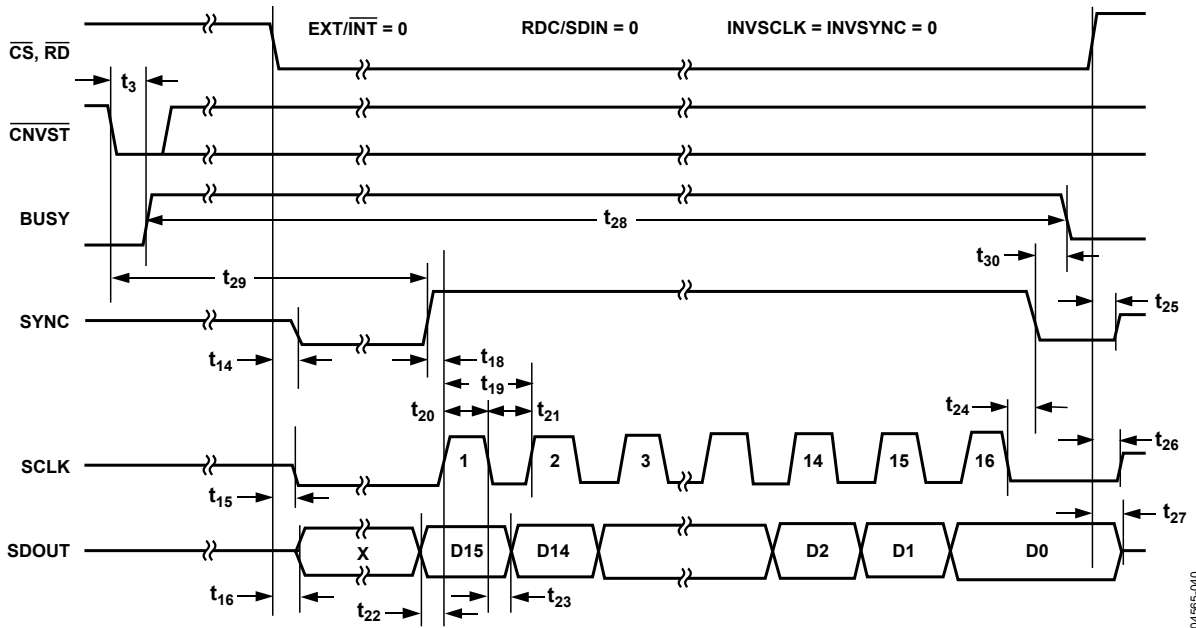 EXT/INT = 0 RDC/SDIN = 0 INVSCLK = INVSYNC = 0
CS, RD
t3
CNVST
BUSY
t28
t30
t29
t25
SYNC
t14
t18
t19
t20
t21
t24
t26
SCLK
1 2 3 14 15 16
t15
t27
SDOUT
X D15 D14 D2 D1 D0
t16
t22
t23
04565-040